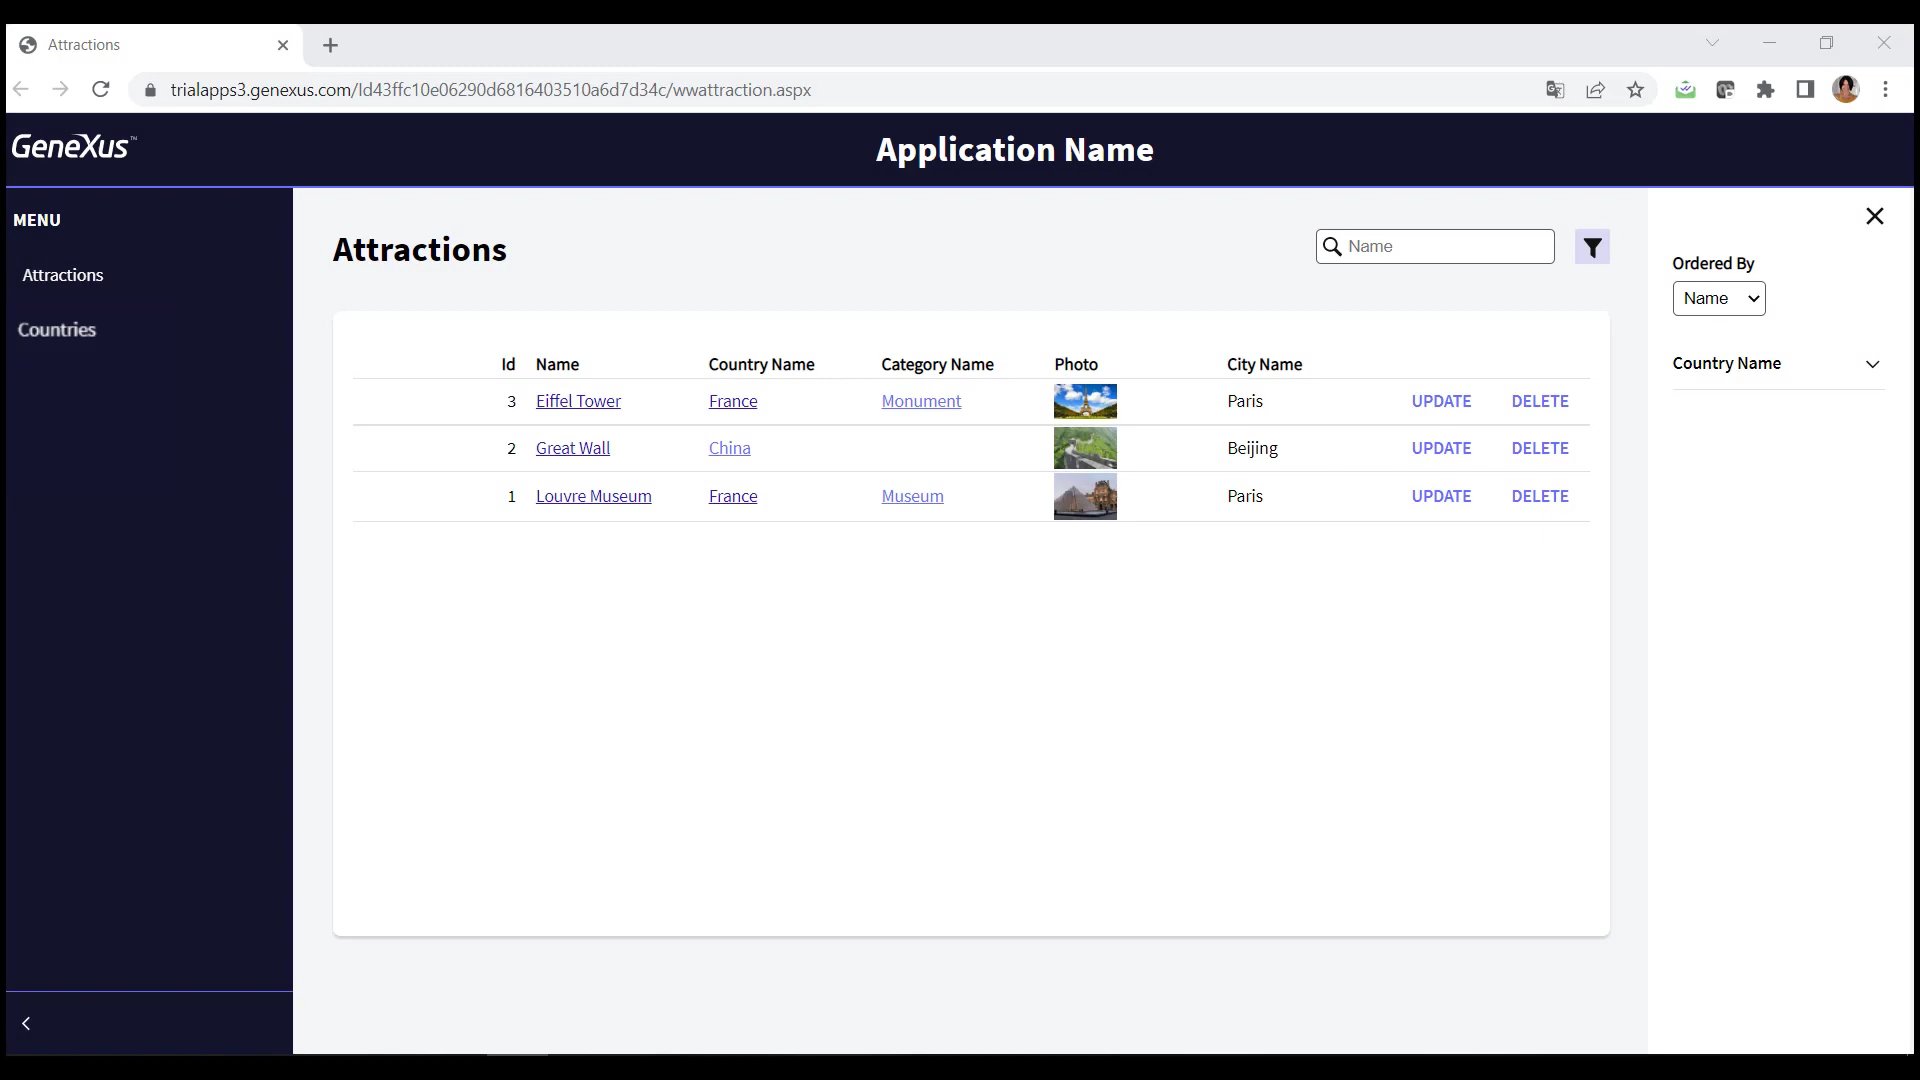 Attractions
trialapps3.genexus.com/Id43ffc10e06290d6816403510a6d7d34c/wwattraction.aspx
GeneXus™
Application Name
MENU
Attractions
Countries
Attractions
Name
Ordered By
Name
Country Name
Id Name Country Name Category Name Photo City Name
3 Eiffel Tower France Monument Paris UPDATE DELETE
2 Great Wall China Beijing UPDATE DELETE
1 Louvre Museum France Museum Paris UPDATE DELETE